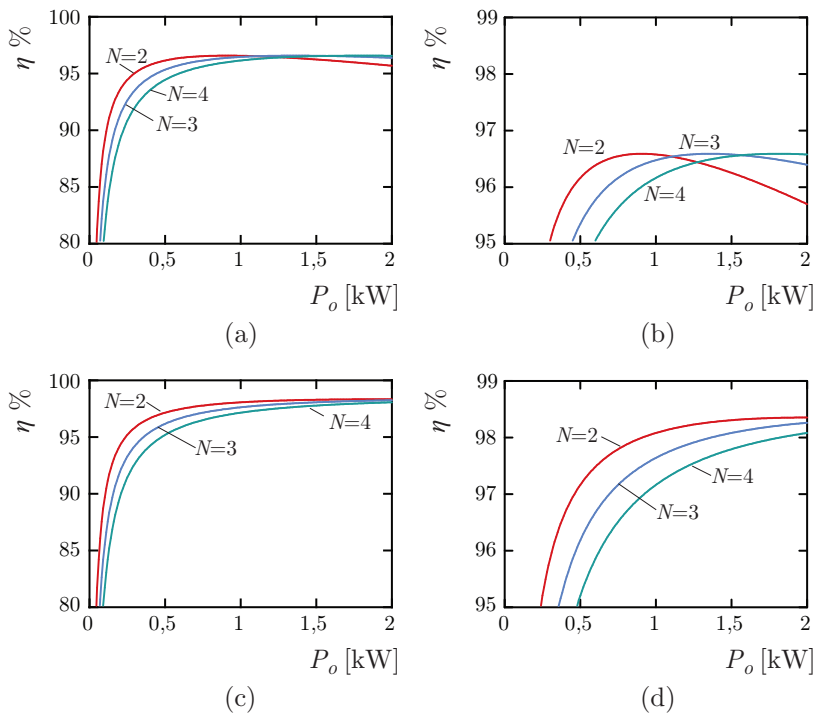 η %
100
95
90
85
80
N=2
N=4
N=3
0
0,5
1
1,5
2
P_o [kW]
(a)
η %
99
98
97
96
95
N=2
N=3
N=4
0
0,5
1
1,5
2
P_o [kW]
(b)
η %
100
95
90
85
80
N=2
N=4
N=3
0
0,5
1
1,5
2
P_o [kW]
(c)
η %
99
98
97
96
95
N=2
N=4
N=3
0
0,5
1
1,5
2
P_o [kW]
(d)